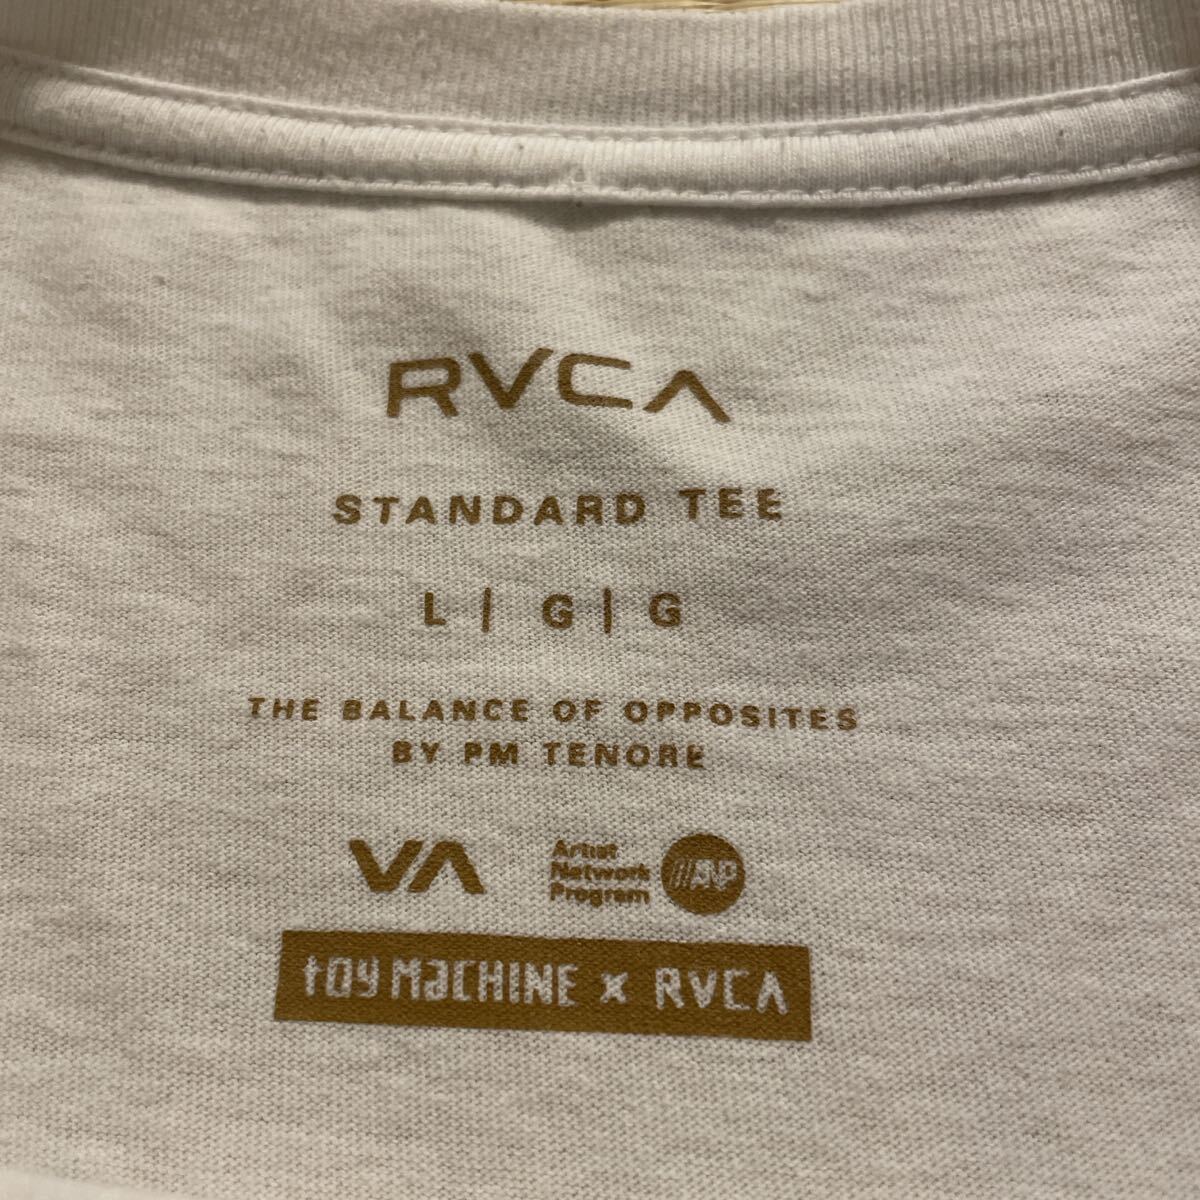 RVCA
STANDARD TEE
L | G | G
THE BALANCE OF OPPOSITES
BY PM TENORE
VA
Artist
Network
Program
ANP
toy MaCHINE x RVCA